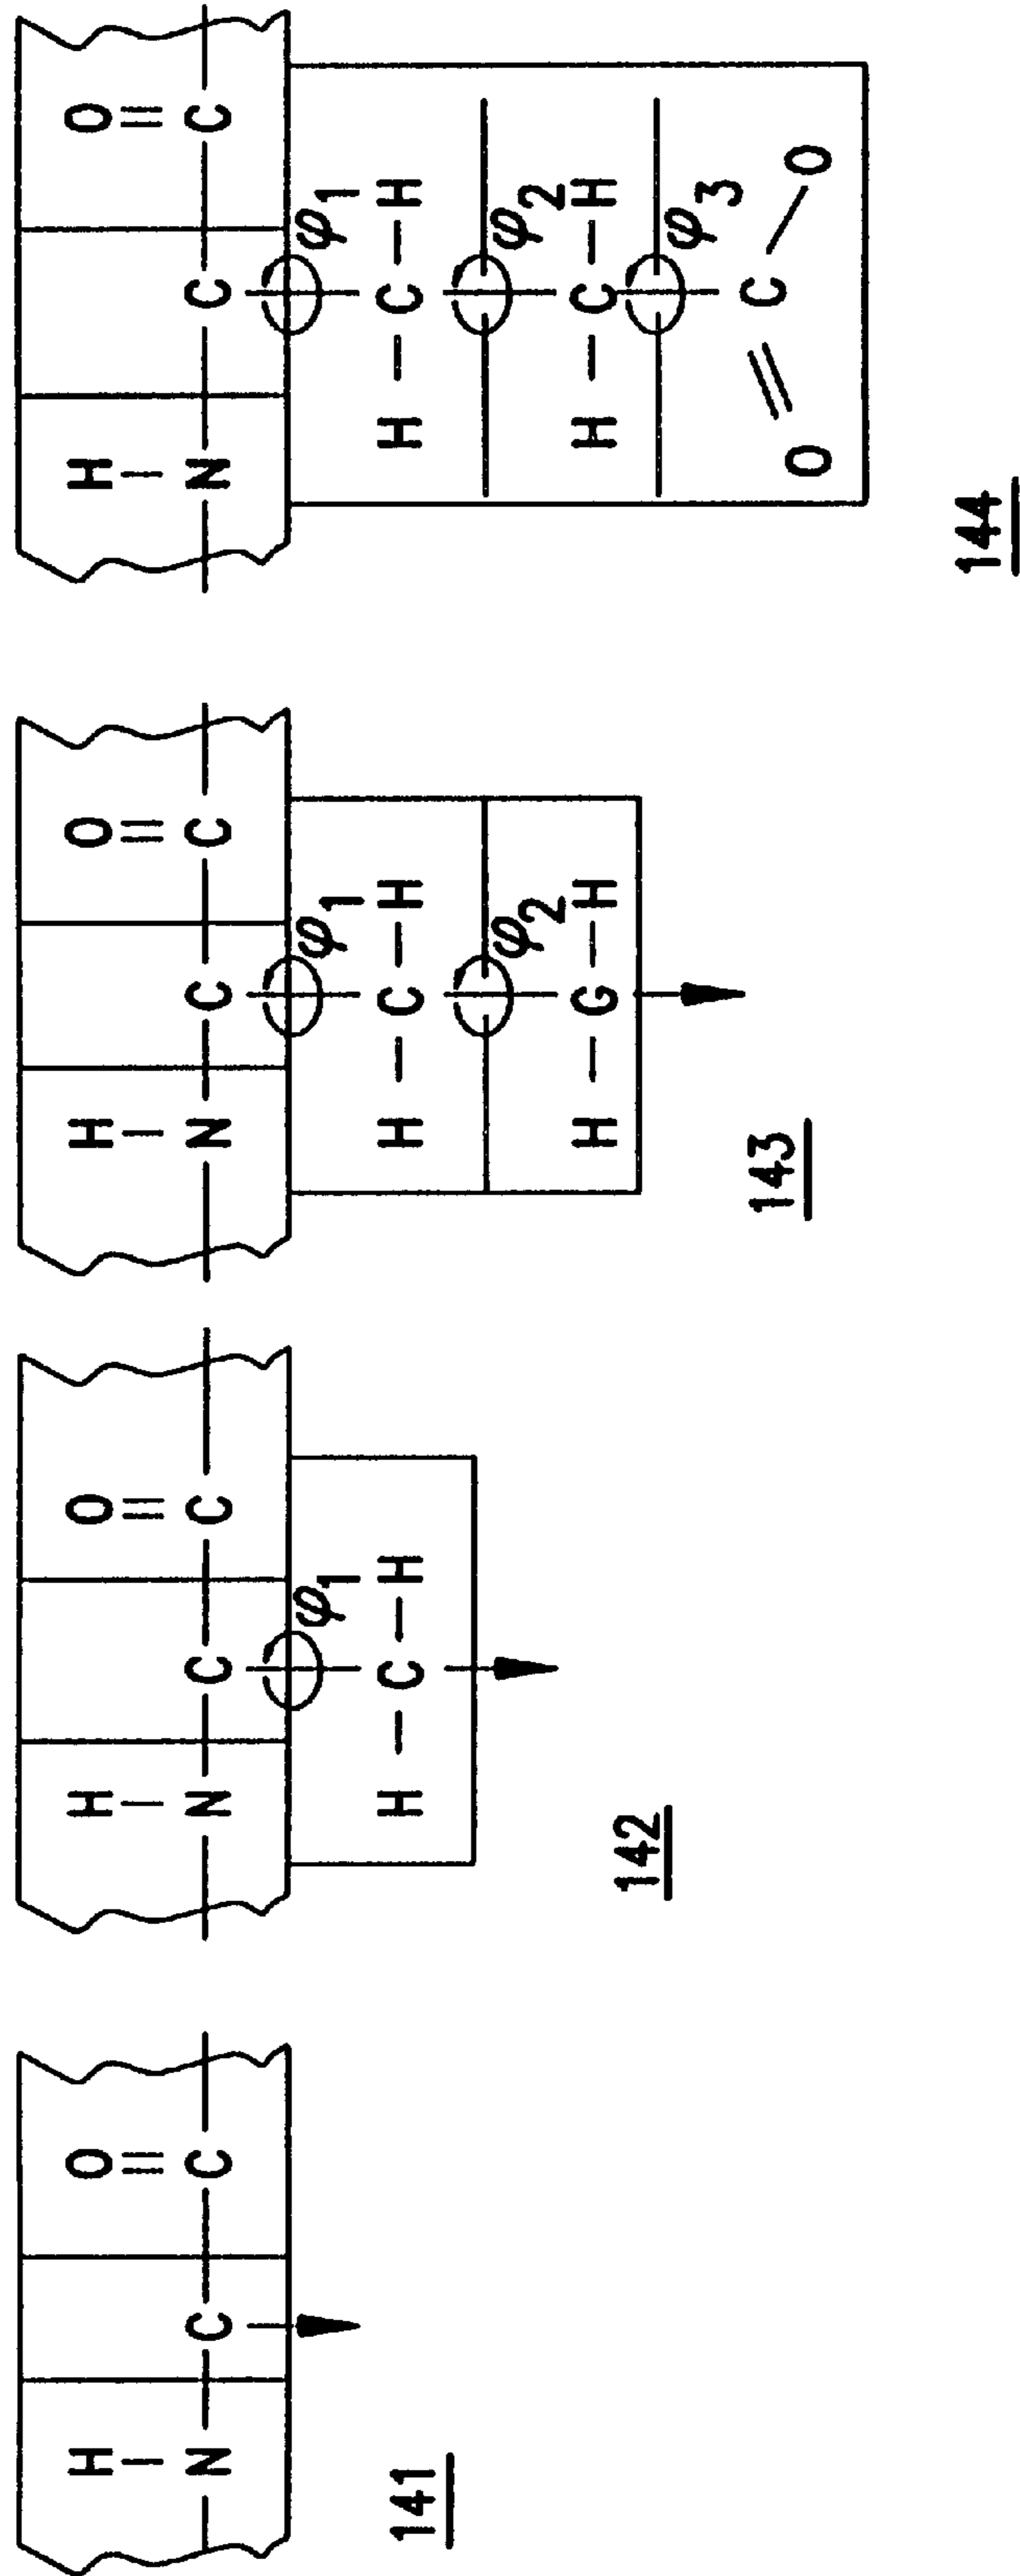 H O
| ||
— N — C — C —
141
H O
| ||
— N — C — C —
φ1
H — C — H
142
H O
| ||
— N — C — C —
φ1
H — C — H
φ2
H — G — H
143
H O
| ||
— N — C — C —
φ1
H — C — H
φ2
H — C — H
φ3
C
O O
144